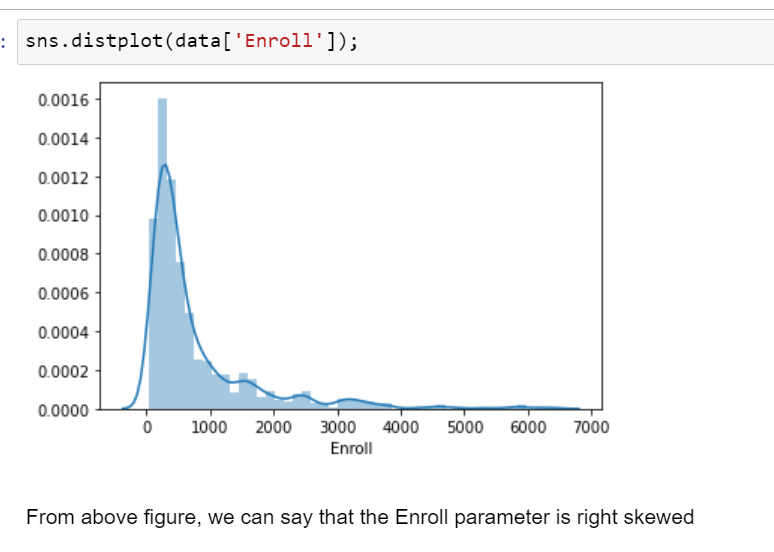 : sns.distplot(data['Enroll']);
0.0016
0.0014
0.0012
0.0010
0.0008
0.0006
0.0004
0.0002
0.0000
0 1000 2000 3000 4000 5000 6000 7000
Enroll
From above figure, we can say that the Enroll parameter is right skewed